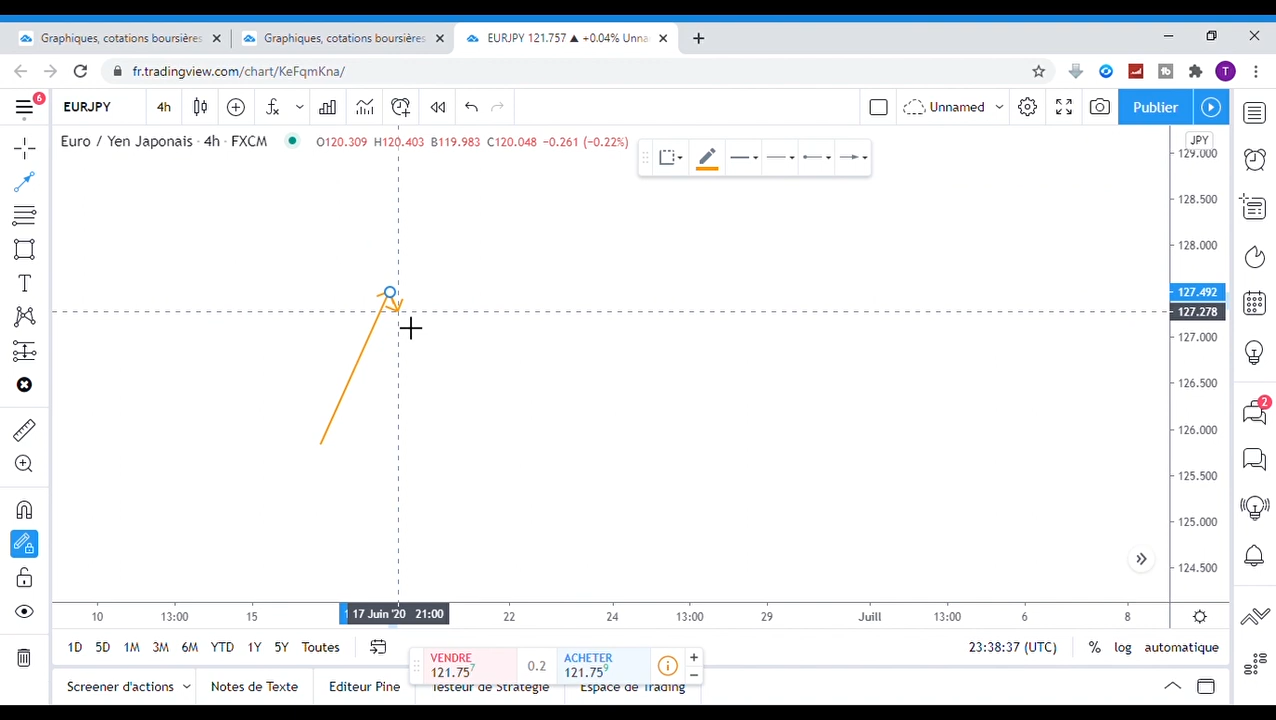 Graphiques, cotations boursières
Graphiques, cotations boursières
EURJPY 121.757 ▲ +0.04% Unna
fr.tradingview.com/chart/KeFqmKna/
T
6
EURJPY
4h
Unnamed
Publier
Euro / Yen Japonais · 4h · FXCM
O120.309 H120.403 B119.983 C120.048 −0.261 (−0.22%)
JPY
129.000
128.500
128.000
127.492
127.278
127.000
126.500
126.000
125.500
125.000
124.500
T
2
10
13:00
15
17 Juin '20 21:00
22
24
13:00
29
Juill
13:00
6
8
1D
5D
1M
3M
6M
YTD
1Y
5Y
Toutes
23:38:37 (UTC)
%
log
automatique
VENDRE
121.757
0.2
ACHETER
121.759
Screener d'actions
Notes de Texte
Editeur Pine
Testeur de Stratégie
Espace de Trading